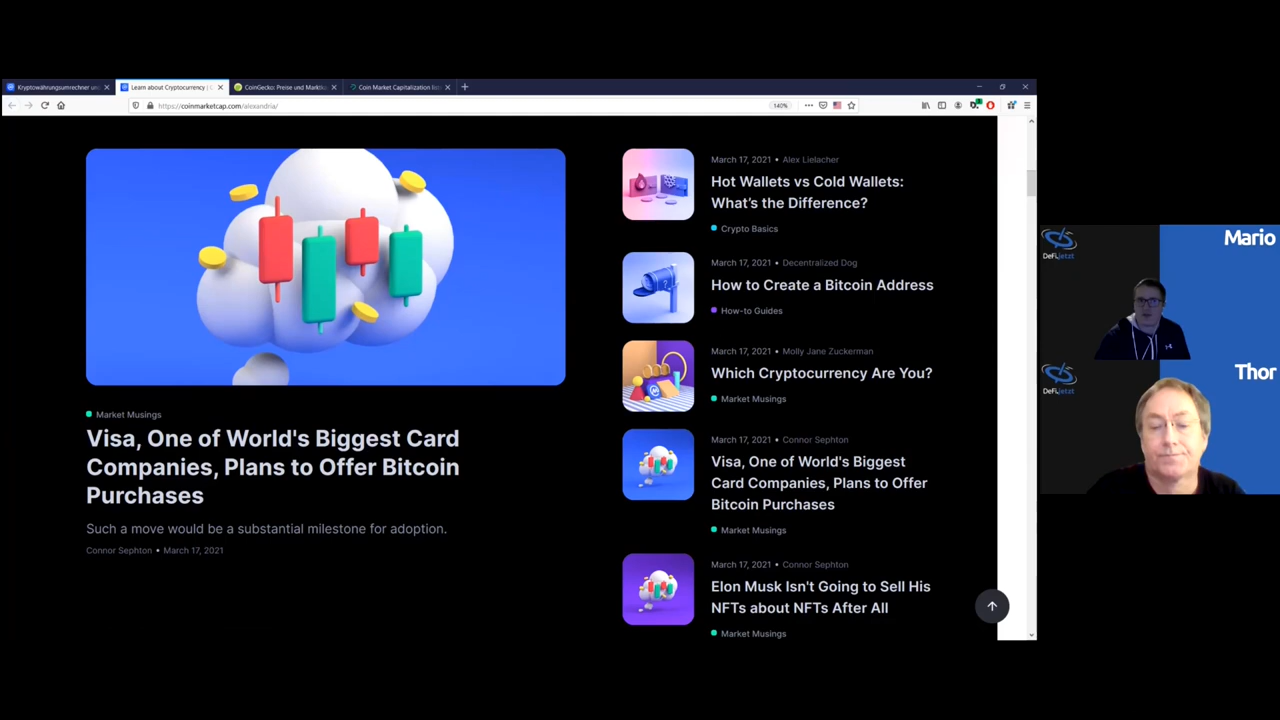 Kryptowährungsumrechner un
Learn about Cryptocurrency | C
CoinGecko: Preise und Marktka
Coin Market Capitalization lis
https://coinmarketcap.com/alexandria/
140%
Market Musings
Visa, One of World's Biggest Card
Companies, Plans to Offer Bitcoin
Purchases
Such a move would be a substantial milestone for adoption.
Connor Sephton • March 17, 2021
March 17, 2021 • Alex Lielacher
Hot Wallets vs Cold Wallets:
What's the Difference?
Crypto Basics
March 17, 2021 • Decentralized Dog
How to Create a Bitcoin Address
How-to Guides
March 17, 2021 • Molly Jane Zuckerman
Which Cryptocurrency Are You?
Market Musings
March 17, 2021 • Connor Sephton
Visa, One of World's Biggest
Card Companies, Plans to Offer
Bitcoin Purchases
Market Musings
March 17, 2021 • Connor Sephton
Elon Musk Isn't Going to Sell His
NFTs about NFTs After All
Market Musings
DeFi.jetzt
Mario
DeFi.jetzt
Thor